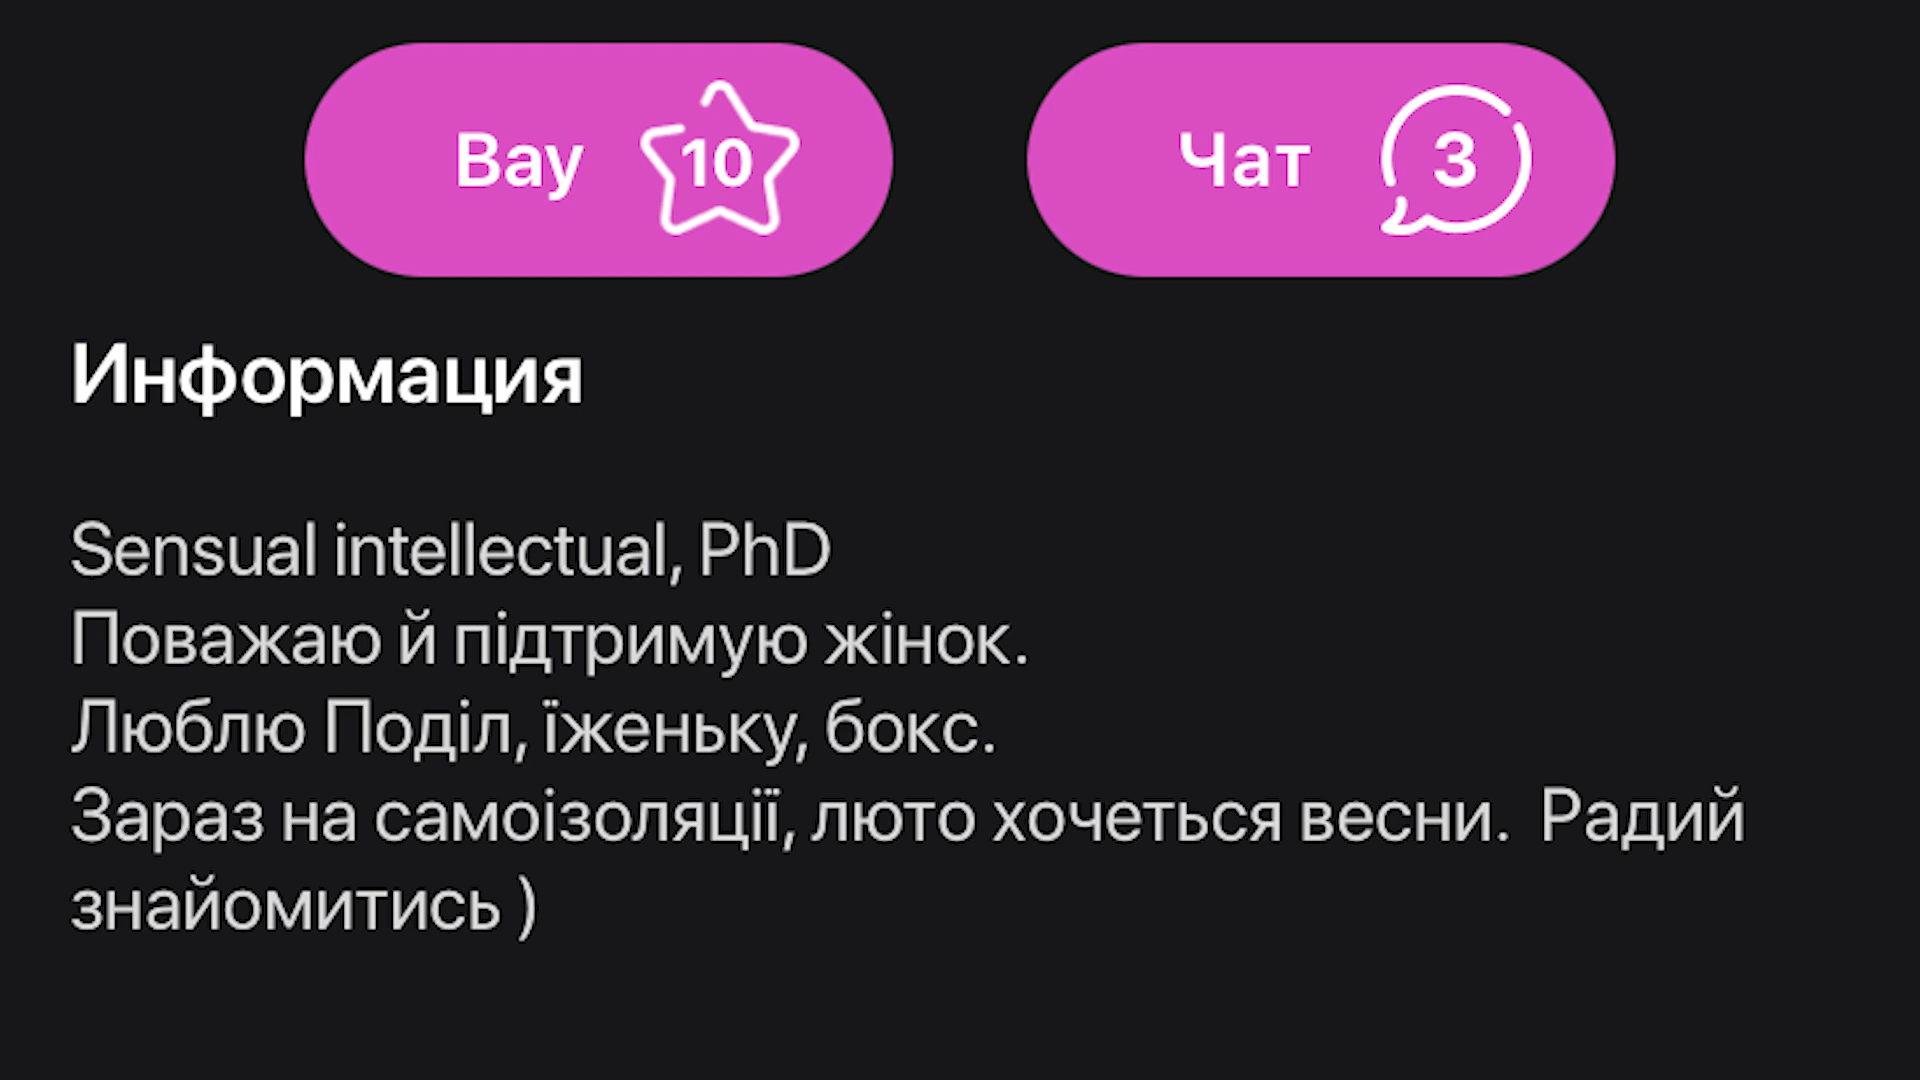 Вау 10
Чат 3
Информация
Sensual intellectual, PhD
Поважаю й підтримую жінок.
Люблю Поділ, їженьку, бокс.
Зараз на самоізоляції, люто хочеться весни.  Радий
знайомитись )